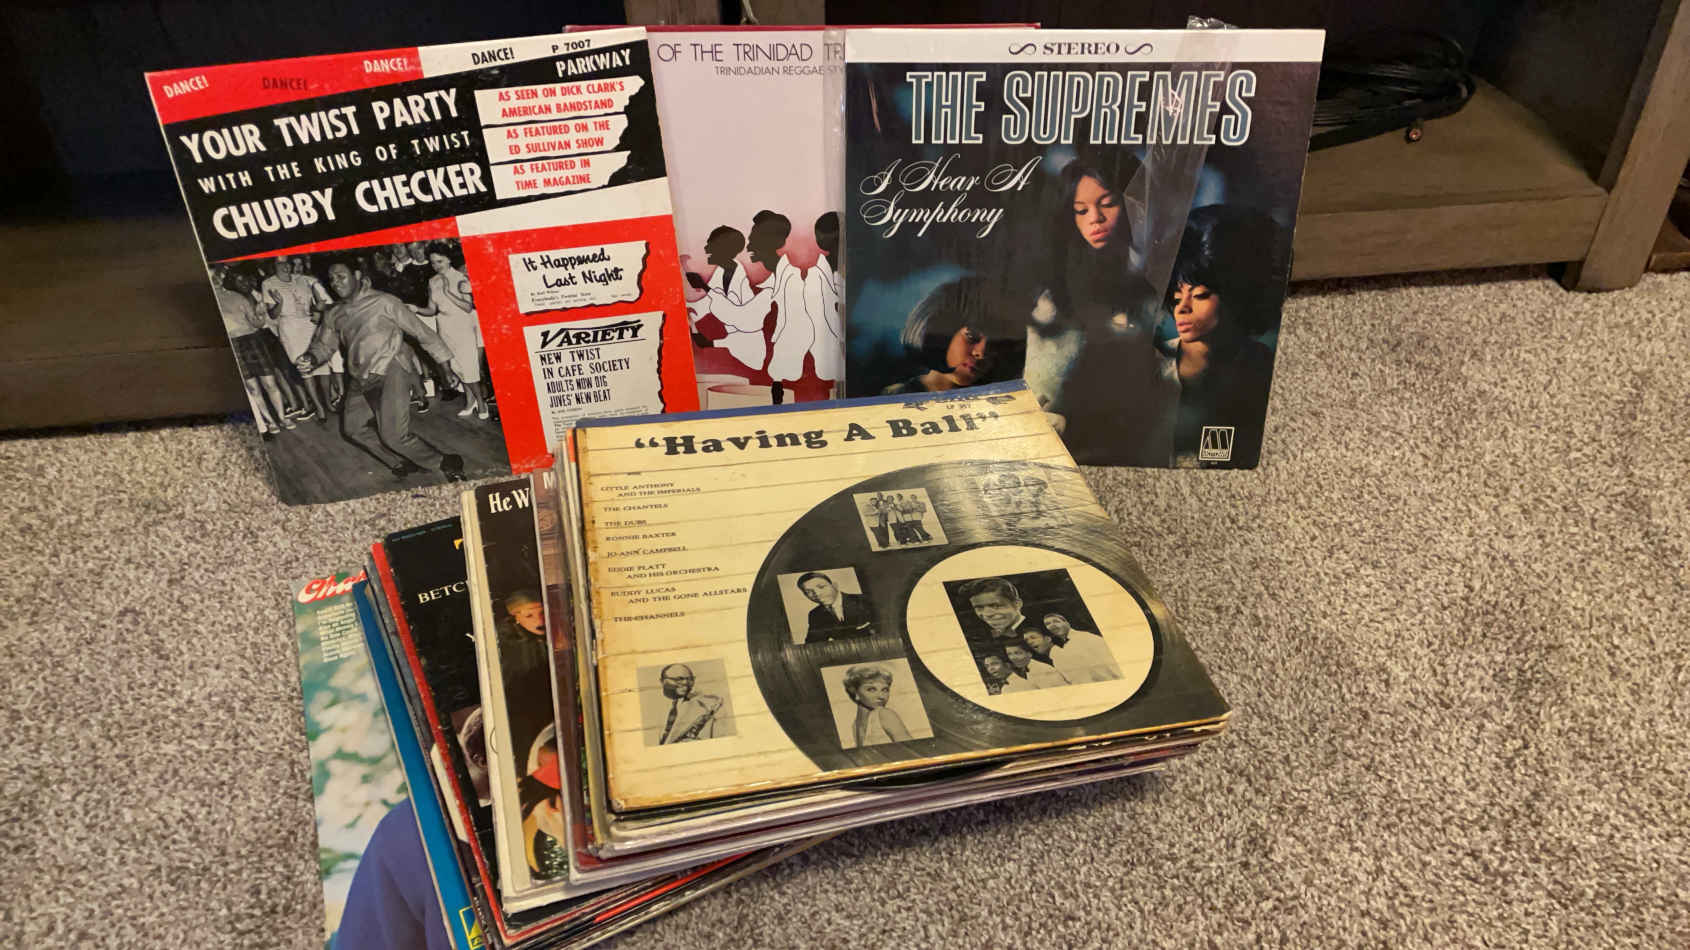 DANCE! DANCE! DANCE! DANCE! P 7007
PARKWAY
YOUR TWIST PARTY
WITH THE KING OF TWIST
CHUBBY CHECKER
AS SEEN ON DICK CLARK'S
AMERICAN BANDSTAND
AS FEATURED ON THE
ED SULLIVAN SHOW
AS FEATURED IN
TIME MAGAZINE
It Happened
Last Night
VARIETY
NEW TWIST
IN CAFE SOCIETY
ADULTS NOW DIG
JUVES' NEW BEAT
OF THE TRINIDAD
TRINIDADIAN REGGAE
STEREO
THE SUPREMES
I Hear A
Symphony
"Having A Ball"
LITTLE ANTHONY
AND THE IMPERIALS
THE CHANTELS
THE DUBS
RONNIE BAXTER
JO-ANN CAMPBELL
EDDIE PLATT
AND HIS ORCHESTRA
BUDDY LUCAS
AND THE GONE ALLSTARS
THE CHANNELS
He W
M
BETC